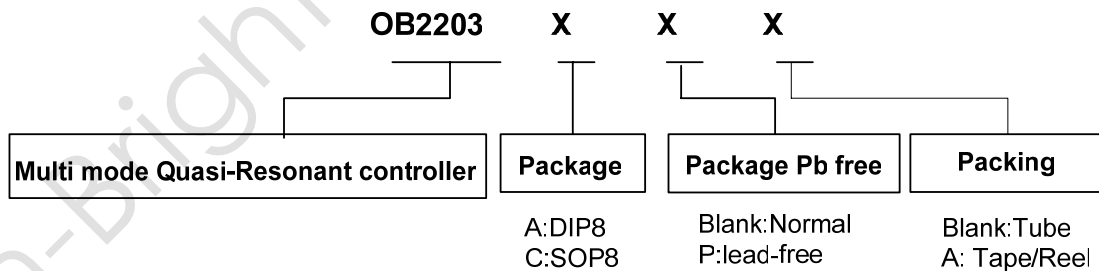 OB2203 X X X
Multi mode Quasi-Resonant controller
Package
Package Pb free
Packing
A:DIP8
C:SOP8
Blank:Normal
P:lead-free
Blank:Tube
A: Tape/Reel
n-Bright